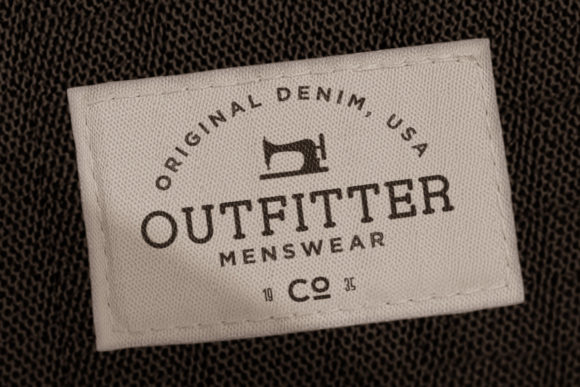 ORIGINAL DENIM, USA
OUTFITTER
MENSWEAR
19 Co 35